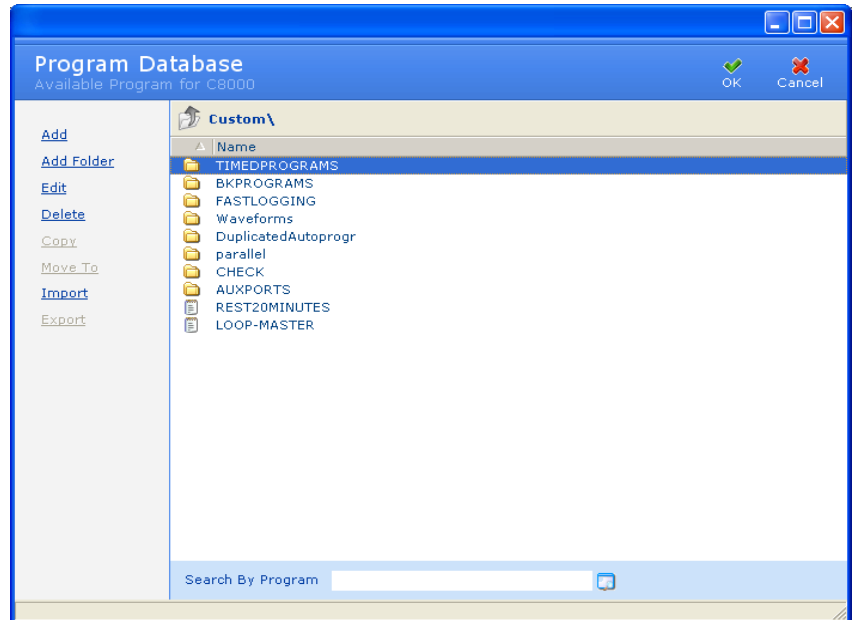 Program Database
Available Program for C8000
OK
Cancel
Add
Add Folder
Edit
Delete
Copy
Move To
Import
Export
Custom\
Name
TIMEDPROGRAMS
BKPROGRAMS
FASTLOGGING
Waveforms
DuplicatedAutoprogr
parallel
CHECK
AUXPORTS
REST20MINUTES
LOOP-MASTER
Search By Program